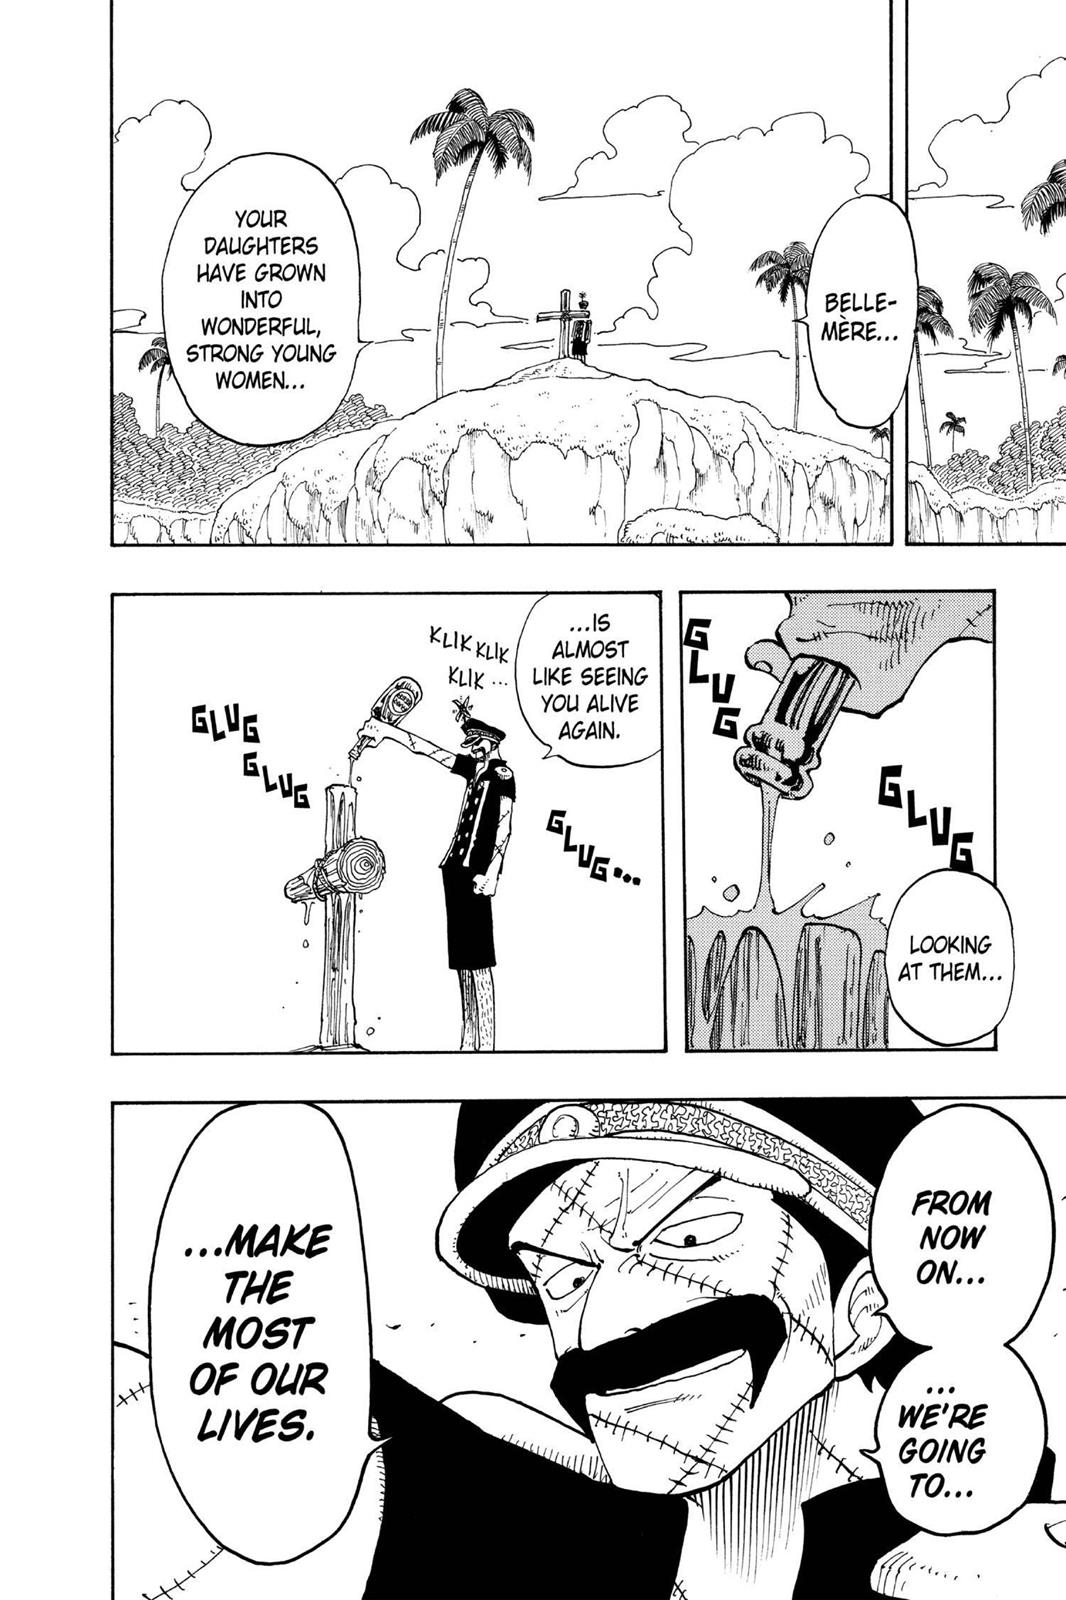 BELLE-
MÈRE...
YOUR
DAUGHTERS
HAVE GROWN
INTO
WONDERFUL,
STRONG YOUNG
WOMEN...
GLUG
GLUG
LOOKING
AT THEM...
...IS
ALMOST
LIKE SEEING
YOU ALIVE
AGAIN.
KLIK KLIK
KLIK...
GLUG
GLUG
GLUG...
FROM
NOW
ON...
...
WE'RE
GOING
TO...
...MAKE
THE
MOST
OF OUR
LIVES.